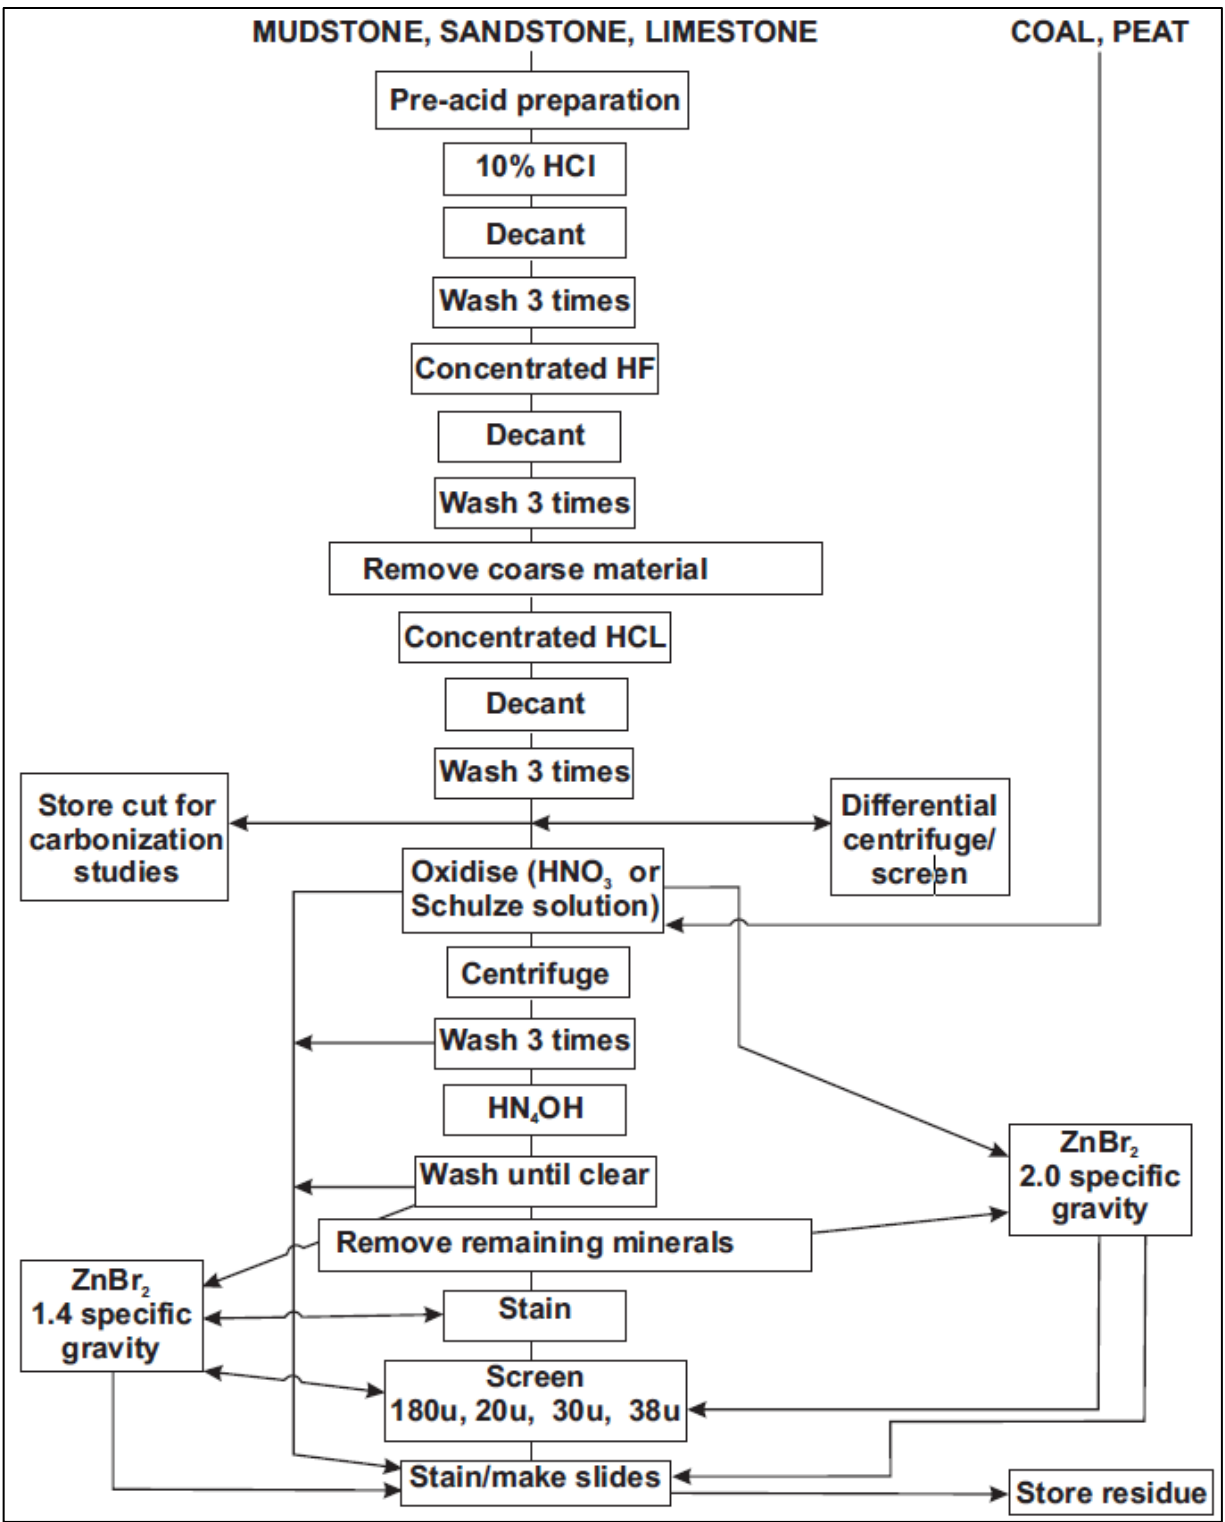 MUDSTONE, SANDSTONE, LIMESTONE
COAL, PEAT
Pre-acid preparation
10% HCl
Decant
Wash 3 times
Concentrated HF
Decant
Wash 3 times
Remove coarse material
Concentrated HCL
Decant
Wash 3 times
Store cut for
carbonization
studies
Differential
centrifuge/
screen
Oxidise (HNO₃ or
Schulze solution)
Centrifuge
Wash 3 times
HN₄OH
Wash until clear
ZnBr₂
2.0 specific
gravity
Remove remaining minerals
ZnBr₂
1.4 specific
gravity
Stain
Screen
180u, 20u, 30u, 38u
Stain/make slides
Store residue